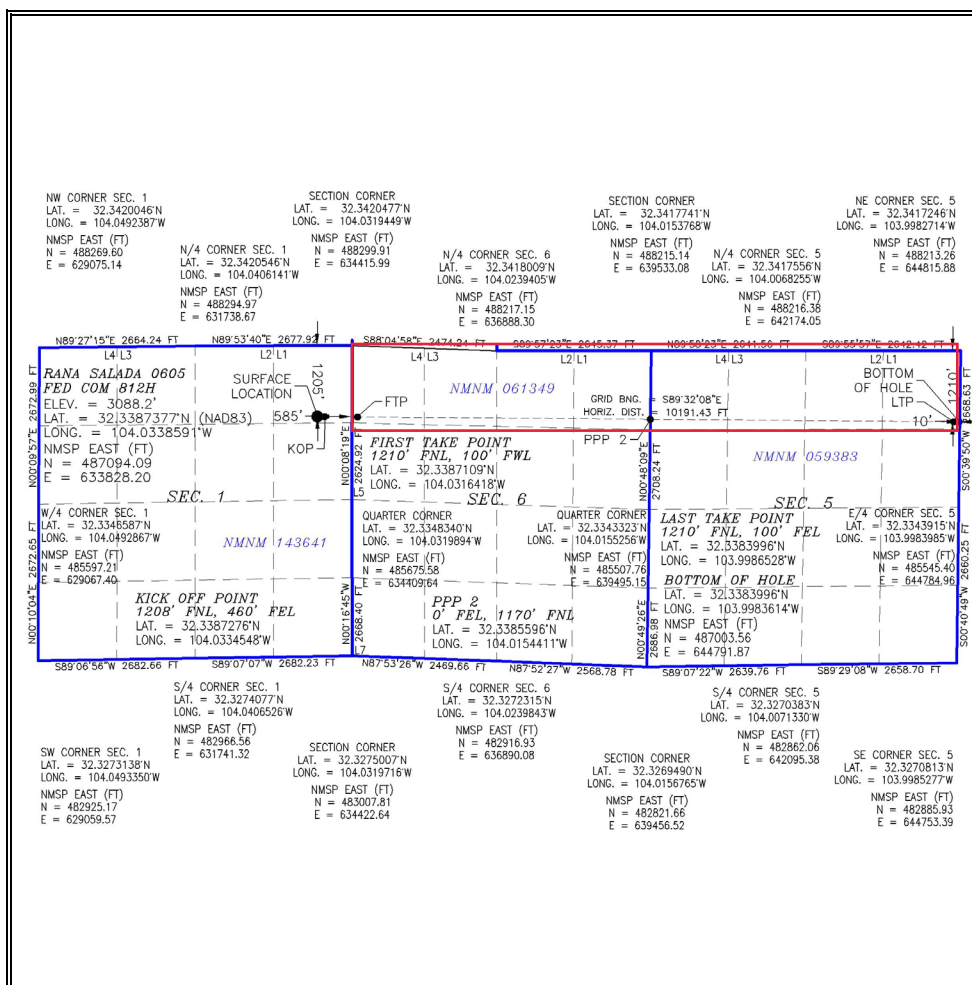 NW CORNER SEC. 1
LAT. = 32.3420046°N
LONG. = 104.0492387°W
NMSP EAST (FT)
N = 488269.60
E = 629075.14
N/4 CORNER SEC. 1
LAT. = 32.3420546°N
LONG. = 104.0406141°W
NMSP EAST (FT)
N = 488294.97
E = 631738.67
SECTION CORNER
LAT. = 32.3420477°N
LONG. = 104.0319449°W
NMSP EAST (FT)
N = 488299.91
E = 634415.99
N/4 CORNER SEC. 6
LAT. = 32.3418009°N
LONG. = 104.0239405°W
NMSP EAST (FT)
N = 488217.15
E = 636888.30
SECTION CORNER
LAT. = 32.3417741°N
LONG. = 104.0153768°W
NMSP EAST (FT)
N = 488215.14
E = 639533.08
N/4 CORNER SEC. 5
LAT. = 32.3417556°N
LONG. = 104.0068255°W
NMSP EAST (FT)
N = 488216.38
E = 642174.05
NE CORNER SEC. 5
LAT. = 32.3417246°N
LONG. = 103.9982714°W
NMSP EAST (FT)
N = 488213.26
E = 644815.88
N89°27'15"E 2664.24 FT
N89°53'40"E 2677.92 FT
S88°04'58"E 2474.24 FT
S89°57'23"E 2645.37 FT
N89°58'23"E 2641.56 FT
S89°55'57"E 2642.42 FT
L4 L3
L2 L1
L4 L3
L2 L1
L4 L3
L2 L1
RANA SALADA 0605
FED COM 812H
ELEV. = 3088.2'
LAT. = 32.3387377°N (NAD83)
LONG. = 104.0338591°W
NMSP EAST (FT)
N = 487094.09
E = 633828.20
SURFACE
LOCATION
1205'
585'
KOP
FTP
NMNM 061349
GRID BNG. = S89°32'08"E
HORIZ. DIST. = 10191.43 FT
PPP 2
BOTTOM
OF HOLE
LTP
1210'
10'
FIRST TAKE POINT
1210' FNL, 100' FWL
LAT. = 32.3387109°N
LONG. = 104.0316418°W
NMNM 059383
N00°09'57"E 2672.99 FT
N00°08'19"E 2624.92 FT
N00°48'09"E 2708.24 FT
S00°39'50"W 2668.63 FT
SEC. 1
L5
SEC. 6
SEC. 5
W/4 CORNER SEC. 1
LAT. = 32.3346587°N
LONG. = 104.0492867°W
NMSP EAST (FT)
N = 485597.21
E = 629067.40
NMNM 143641
QUARTER CORNER
LAT. = 32.3348340°N
LONG. = 104.0319894°W
NMSP EAST (FT)
N = 485675.58
E = 634409.64
QUARTER CORNER
LAT. = 32.3343323°N
LONG. = 104.0155256°W
NMSP EAST (FT)
N = 485507.76
E = 639495.15
LAST TAKE POINT
1210' FNL, 100' FEL
LAT. = 32.3383996°N
LONG. = 103.9986528°W
BOTTOM OF HOLE
LAT. = 32.3383996°N
LONG. = 103.9983614°W
NMSP EAST (FT)
N = 487003.56
E = 644791.87
E/4 CORNER SEC. 5
LAT. = 32.3343915°N
LONG. = 103.9983985°W
NMSP EAST (FT)
N = 485545.40
E = 644784.96
KICK OFF POINT
1208' FNL, 460' FEL
LAT. = 32.3387276°N
LONG. = 104.0334548°W
PPP 2
0' FEL, 1170' FNL
LAT. = 32.3385596°N
LONG. = 104.0154411°W
N00°10'04"E 2672.65 FT
N00°16'45"W 2668.40 FT
L7
N00°49'26"E 2686.98 FT
S00°40'49"W 2660.25 FT
S89°06'56"W 2682.66 FT
S89°07'07"W 2682.23 FT
N87°53'26"W 2469.66 FT
N87°52'27"W 2568.78 FT
S89°07'22"W 2639.76 FT
S89°29'08"W 2658.70 FT
S/4 CORNER SEC. 1
LAT. = 32.3274077°N
LONG. = 104.0406526°W
NMSP EAST (FT)
N = 482966.56
E = 631741.32
S/4 CORNER SEC. 6
LAT. = 32.3272315°N
LONG. = 104.0239843°W
NMSP EAST (FT)
N = 482916.93
E = 636890.08
S/4 CORNER SEC. 5
LAT. = 32.3270383°N
LONG. = 104.0071330°W
NMSP EAST (FT)
N = 482862.06
E = 642095.38
SW CORNER SEC. 1
LAT. = 32.3273138°N
LONG. = 104.0493350°W
NMSP EAST (FT)
N = 482925.17
E = 629059.57
SECTION CORNER
LAT. = 32.3275007°N
LONG. = 104.0319716°W
NMSP EAST (FT)
N = 483007.81
E = 634422.64
SECTION CORNER
LAT. = 32.3269490°N
LONG. = 104.0156765°W
NMSP EAST (FT)
N = 482821.66
E = 639456.52
SE CORNER SEC. 5
LAT. = 32.3270813°N
LONG. = 103.9985277°W
NMSP EAST (FT)
N = 482885.93
E = 644753.39